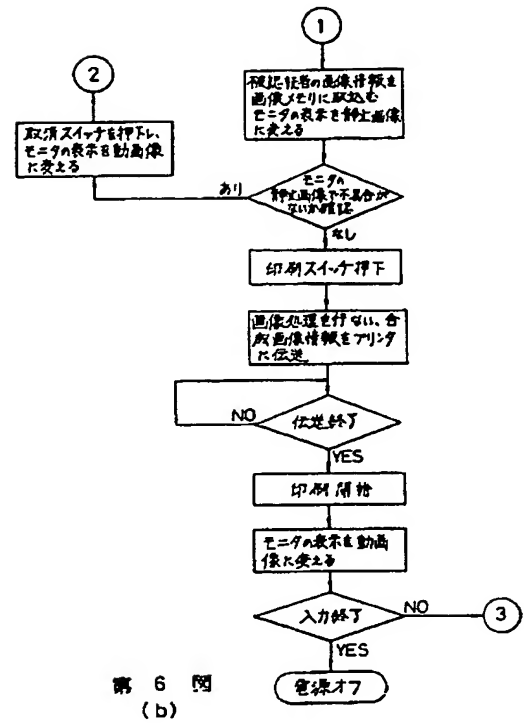 1
2
被認証者の画像情報を
画像メモリに取込む
モニタの表示を静止画像
に変える
取消スイッチを押下し、
モニタの表示を動画像
に変える
あり
モニタの
静止画像で不具合が
ないか確認
なし
印刷スイッチ押下
画像処理を行ない、合
成画像情報をプリンタ
に伝送
NO
伝送終了
YES
印刷開始
モニタの表示を動画
像に変える
入力終了
NO
3
YES
電源オフ
第 6 図
(b)